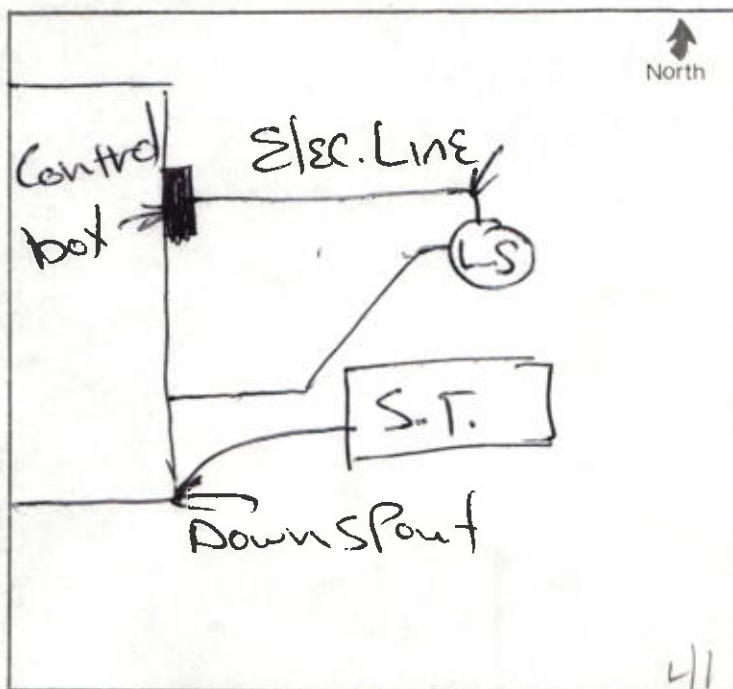 North
Control
box
Elec. Line
LS
S.T.
Downspout
41